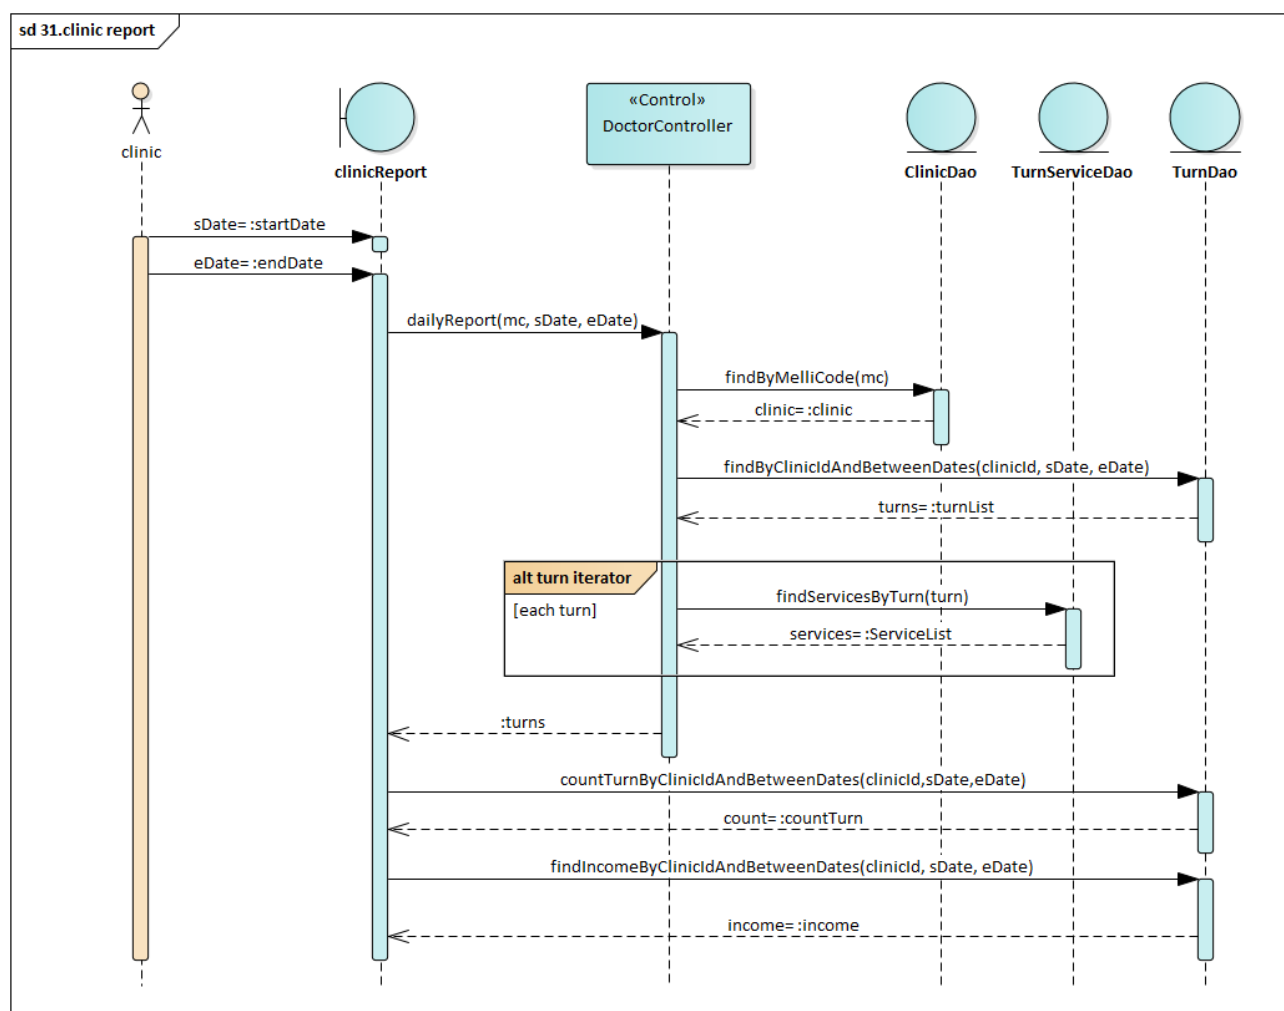 sd 31.clinic report
clinic
clinicReport
«Control»
DoctorController
ClinicDao
TurnServiceDao
TurnDao
sDate= :startDate
eDate= :endDate
dailyReport(mc, sDate, eDate)
findByMelliCode(mc)
clinic= :clinic
findByClinicIdAndBetweenDates(clinicId, sDate, eDate)
turns= :turnList
alt turn iterator
[each turn]
findServicesByTurn(turn)
services= :ServiceList
:turns
countTurnByClinicIdAndBetweenDates(clinicId,sDate,eDate)
count= :countTurn
findIncomeByClinicIdAndBetweenDates(clinicId, sDate, eDate)
income= :income